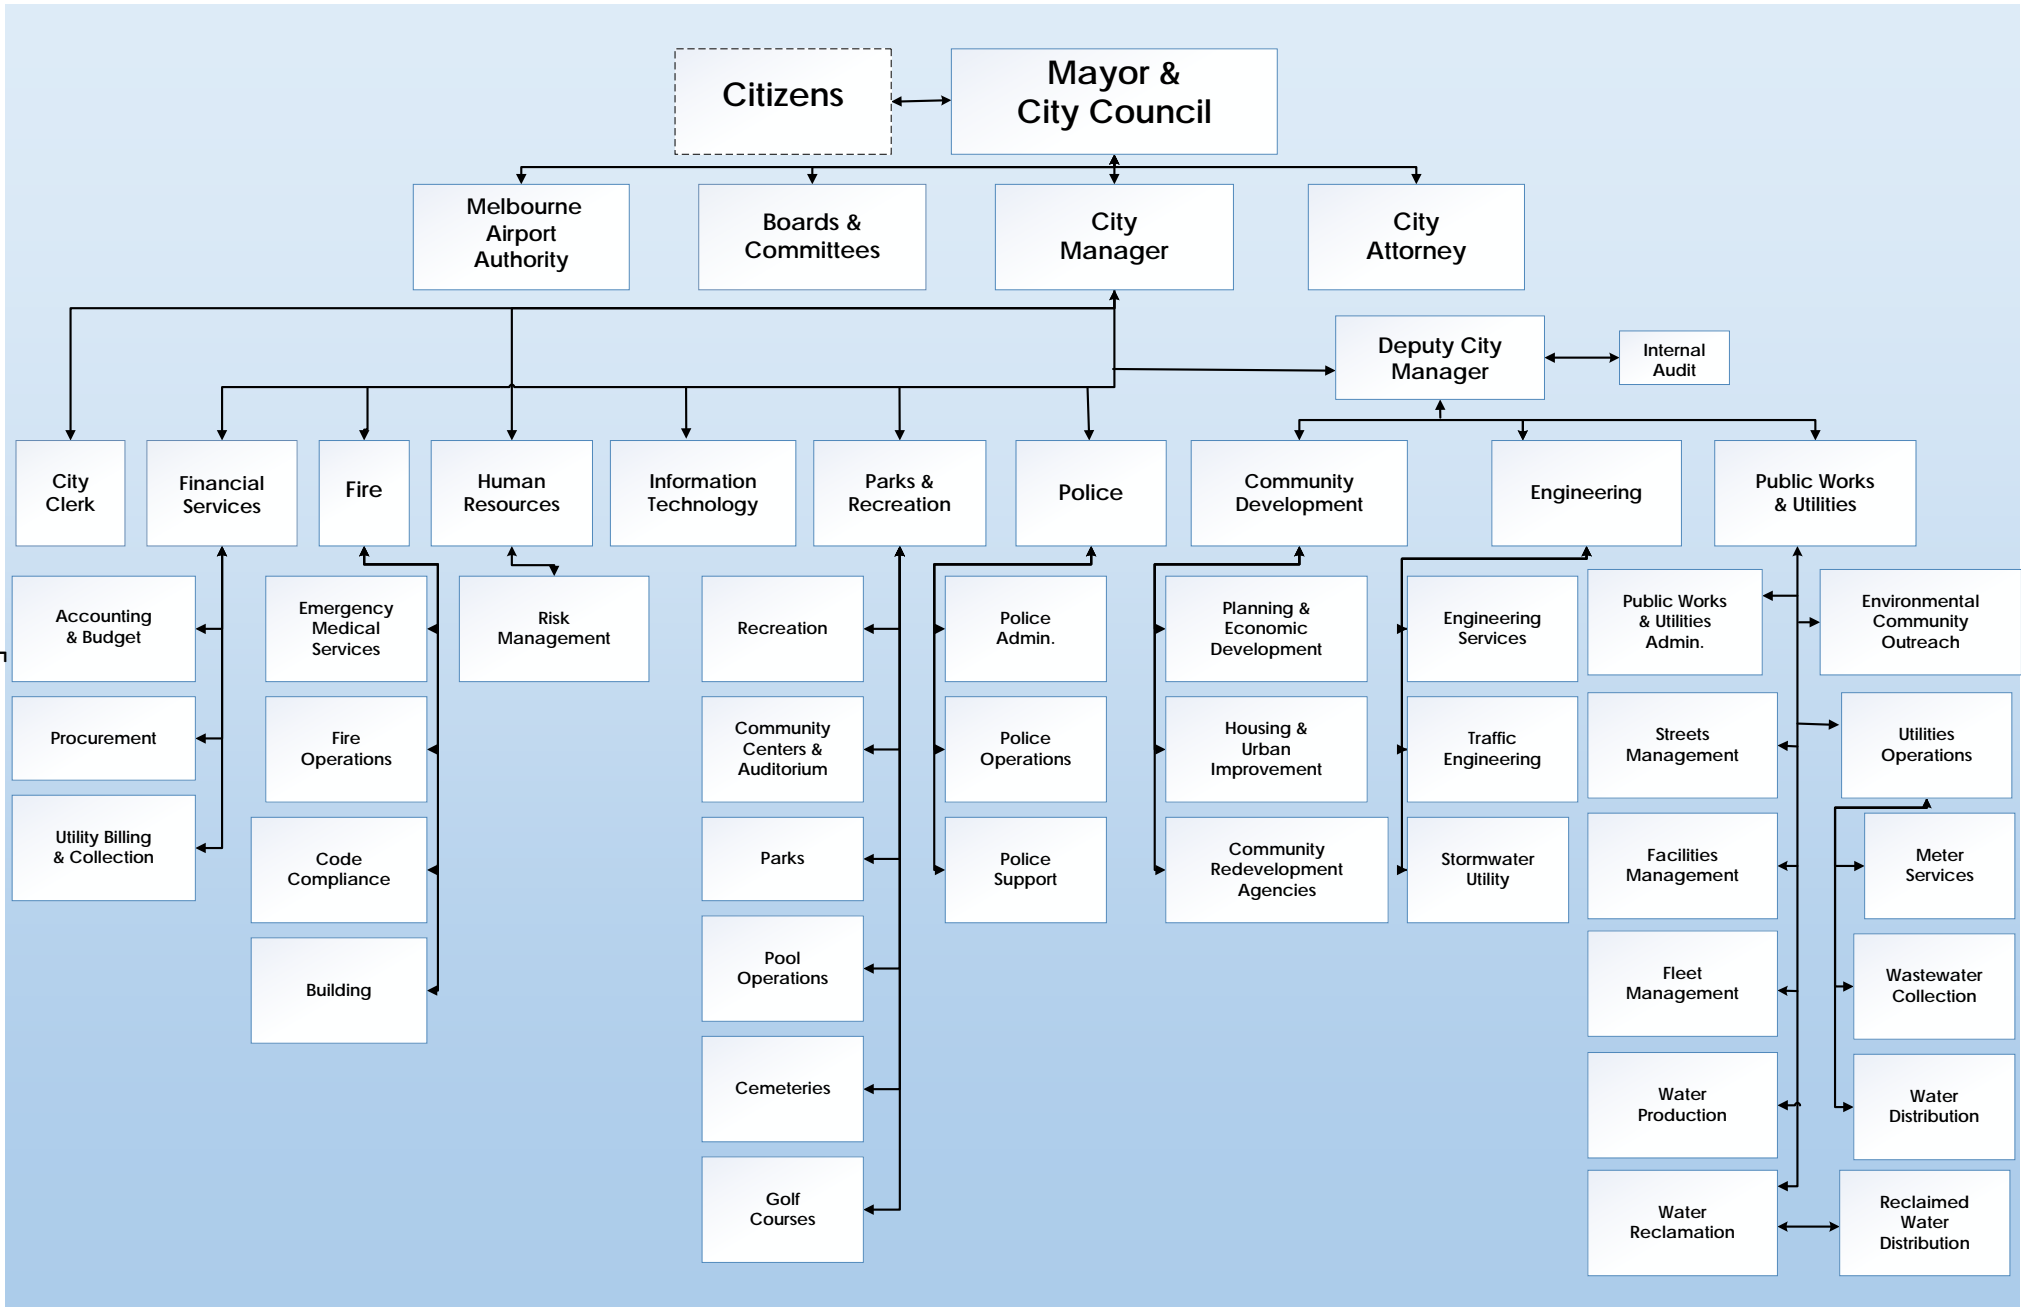 Citizens
Mayor &
City Council
Melbourne
Airport
Authority
Boards &
Committees
City
Manager
City
Attorney
Deputy City
Manager
Internal
Audit
City
Clerk
Financial
Services
Fire
Human
Resources
Information
Technology
Parks &
Recreation
Police
Community
Development
Engineering
Public Works
& Utilities
Accounting
& Budget
Procurement
Utility Billing
& Collection
Emergency
Medical
Services
Fire
Operations
Code
Compliance
Building
Risk
Management
Recreation
Community
Centers &
Auditorium
Parks
Pool
Operations
Cemeteries
Golf
Courses
Police
Admin.
Police
Operations
Police
Support
Planning &
Economic
Development
Housing &
Urban
Improvement
Community
Redevelopment
Agencies
Engineering
Services
Traffic
Engineering
Stormwater
Utility
Public Works
& Utilities
Admin.
Streets
Management
Facilities
Management
Fleet
Management
Water
Production
Water
Reclamation
Environmental
Community
Outreach
Utilities
Operations
Meter
Services
Wastewater
Collection
Water
Distribution
Reclaimed
Water
Distribution